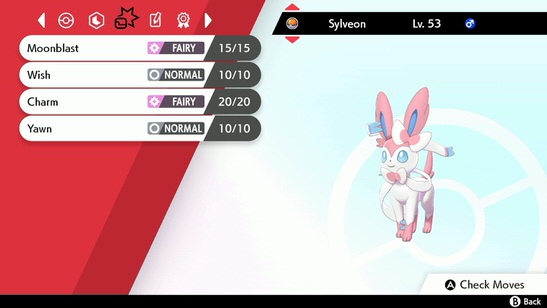 Sylveon Lv. 53
Moonblast FAIRY 15/15
Wish NORMAL 10/10
Charm FAIRY 20/20
Yawn NORMAL 10/10
A Check Moves
B Back